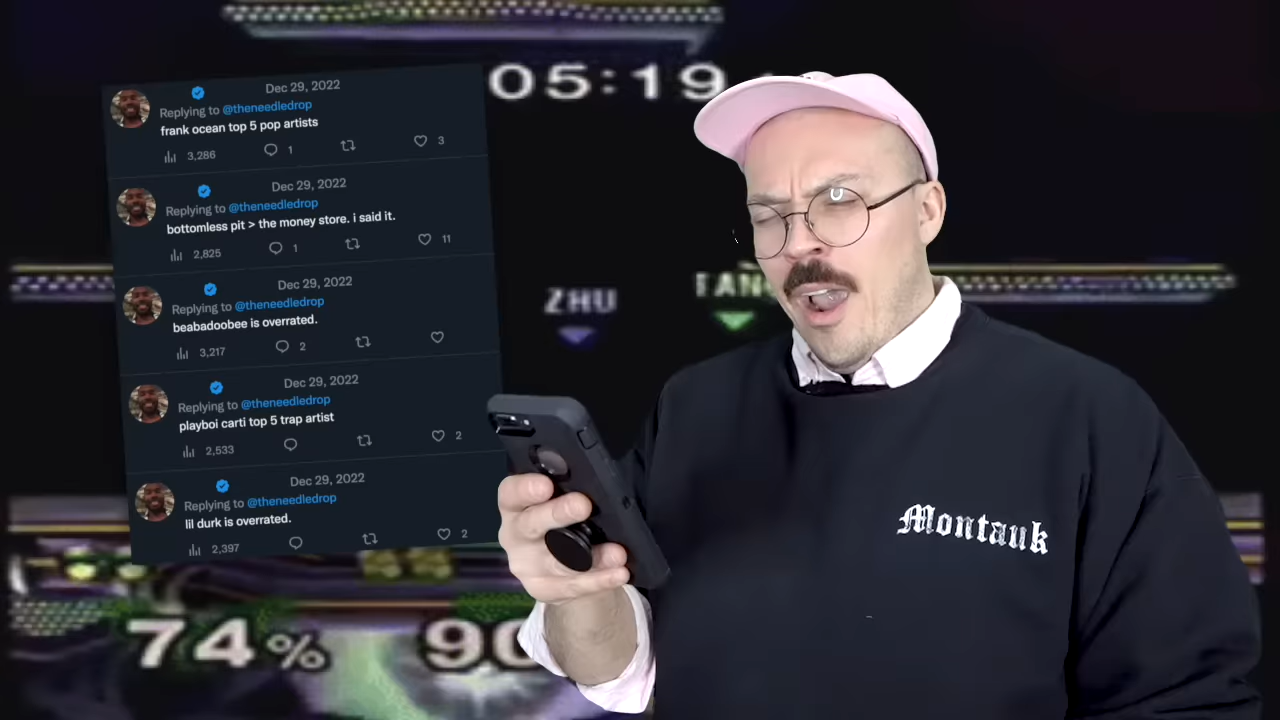 05:19
Dec 29, 2022
Replying to @theneedledrop
frank ocean top 5 pop artists
3,286 1 3
Dec 29, 2022
Replying to @theneedledrop
bottomless pit > the money store. i said it.
2,825 1 11
Dec 29, 2022
Replying to @theneedledrop
beabadoobee is overrated.
3,217 2
Dec 29, 2022
Replying to @theneedledrop
playboi carti top 5 trap artist
2,533 2
Dec 29, 2022
Replying to @theneedledrop
lil durk is overrated.
2,397 2
ZHU
Montauk
74%
90